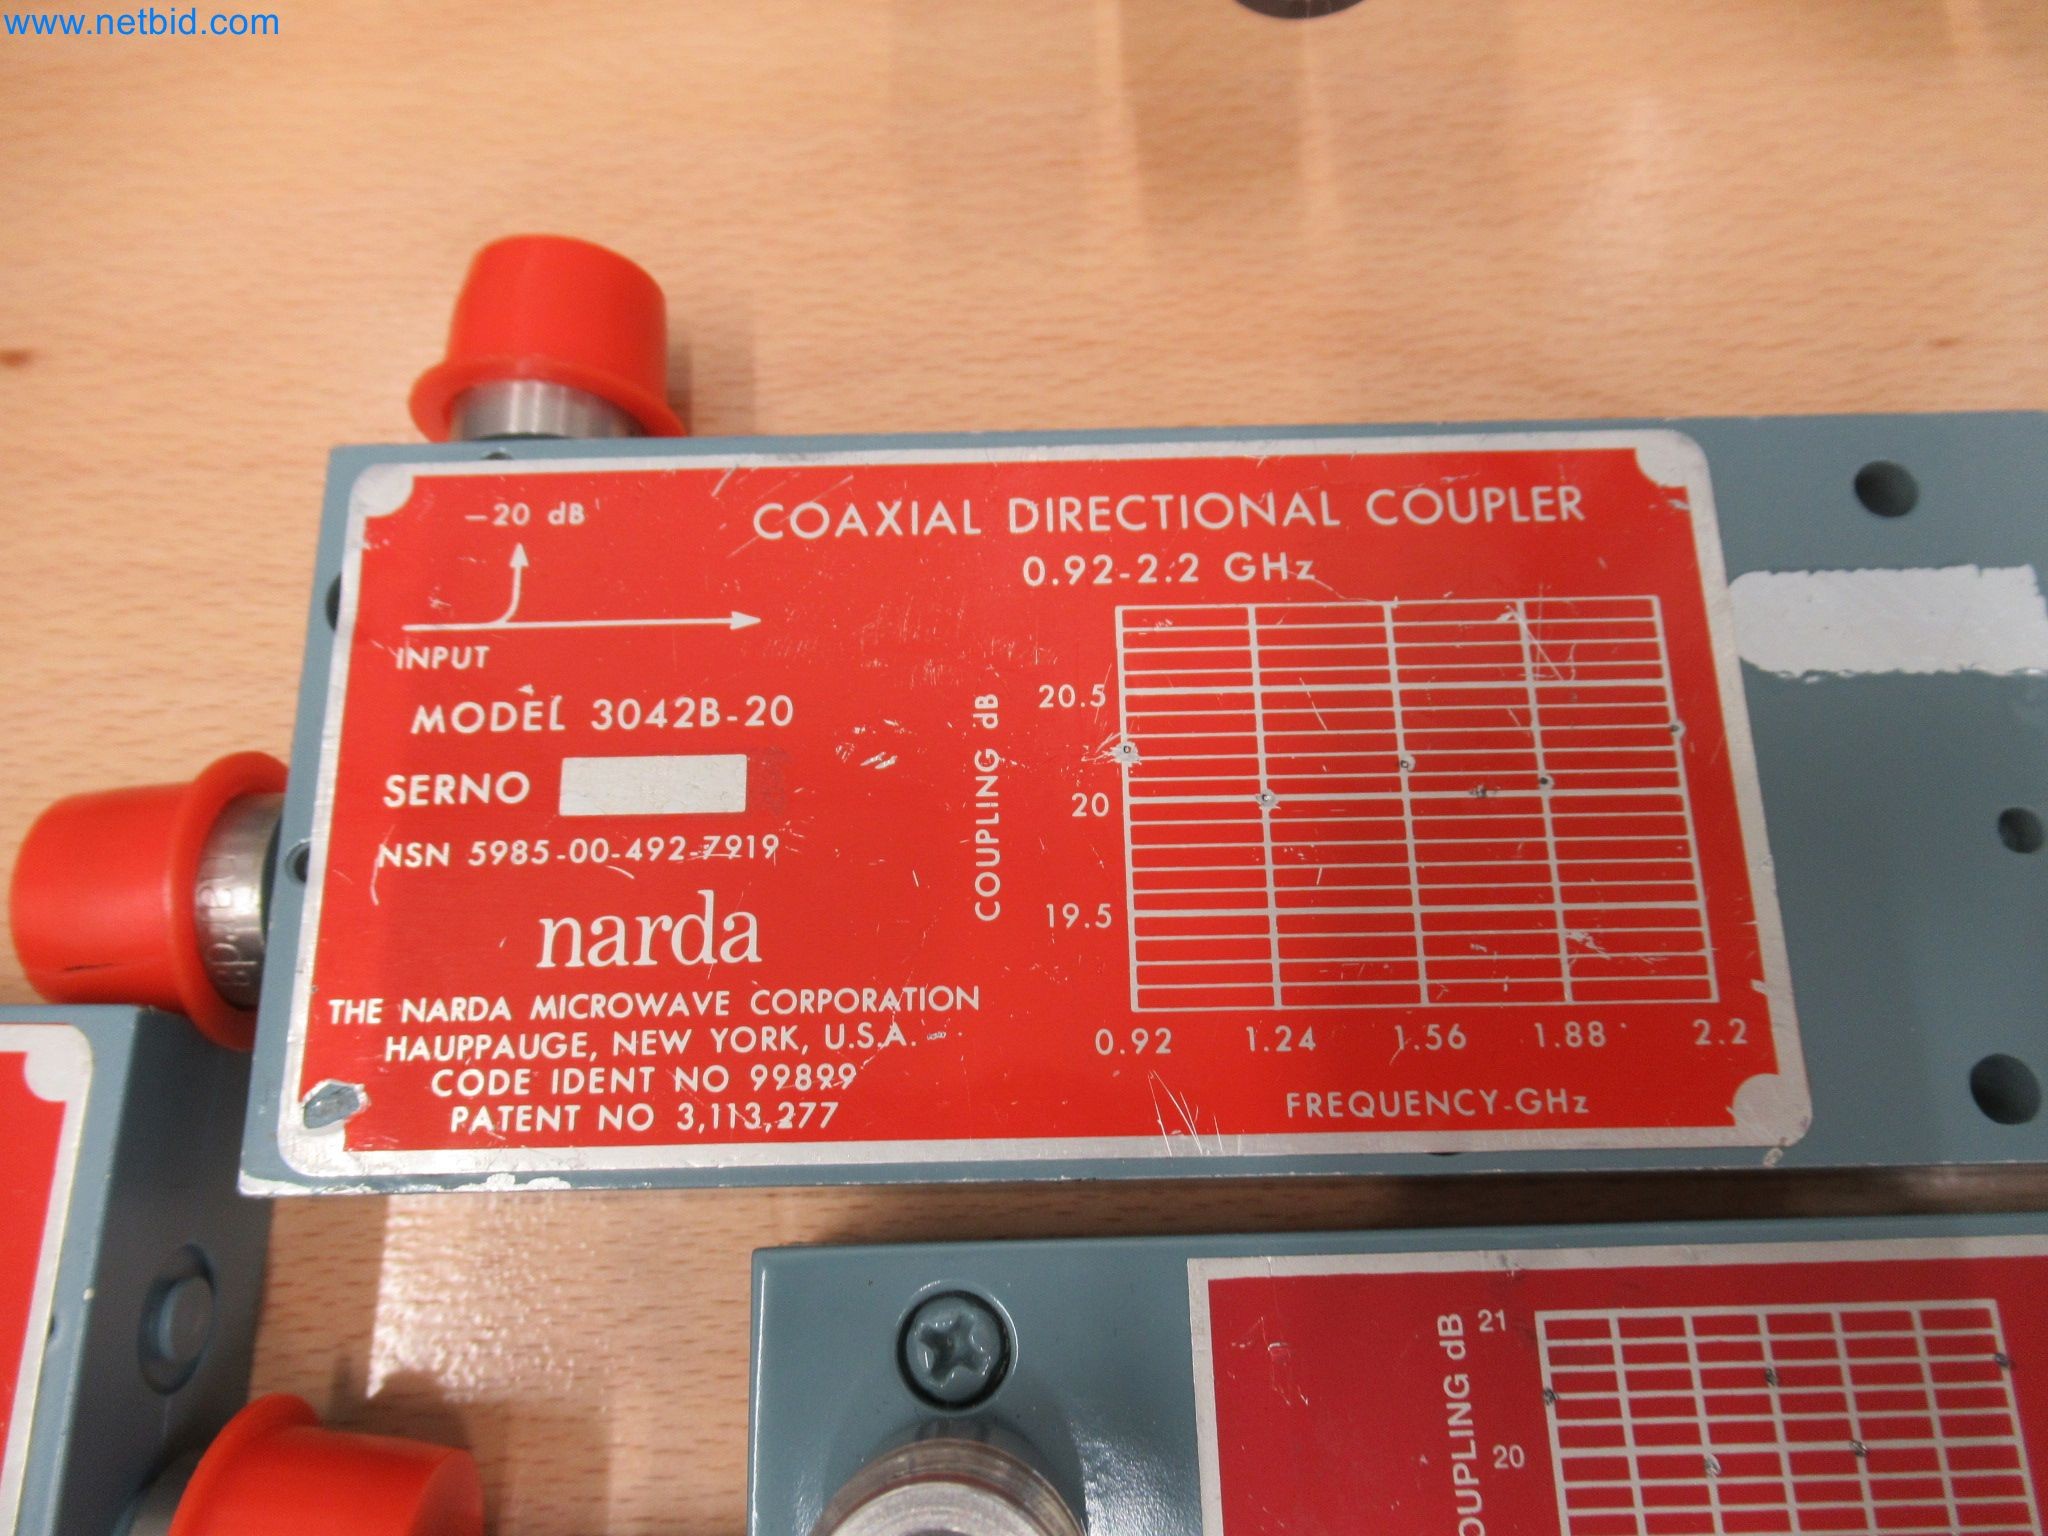 www.netbid.com
-20 dB
COAXIAL DIRECTIONAL COUPLER
0.92-2.2 GHz
INPUT
MODEL 3042B-20
SERNO
NSN 5985-00-492-7919
narda
THE NARDA MICROWAVE CORPORATION
HAUPPAUGE, NEW YORK, U.S.A.
CODE IDENT NO 99899
PATENT NO 3,113,277
COUPLING dB
20.5
20
19.5
0.92 1.24 1.56 1.88 2.2
FREQUENCY-GHz
COUPLING dB
21
20